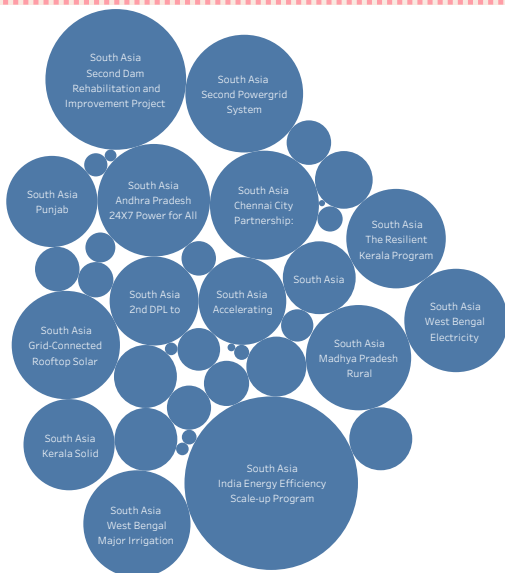 South Asia
Second Dam
Rehabilitation and
Improvement Project
South Asia
Second Powergrid
System
South Asia
Punjab
South Asia
Andhra Pradesh
24X7 Power for All
South Asia
Chennai City
Partnership:
South Asia
The Resilient
Kerala Program
South Asia
2nd DPL to
South Asia
Accelerating
South Asia
South Asia
West Bengal
Electricity
South Asia
Grid-Connected
Rooftop Solar
South Asia
Madhya Pradesh
Rural
South Asia
Kerala Solid
South Asia
India Energy Efficiency
Scale-up Program
South Asia
West Bengal
Major Irrigation